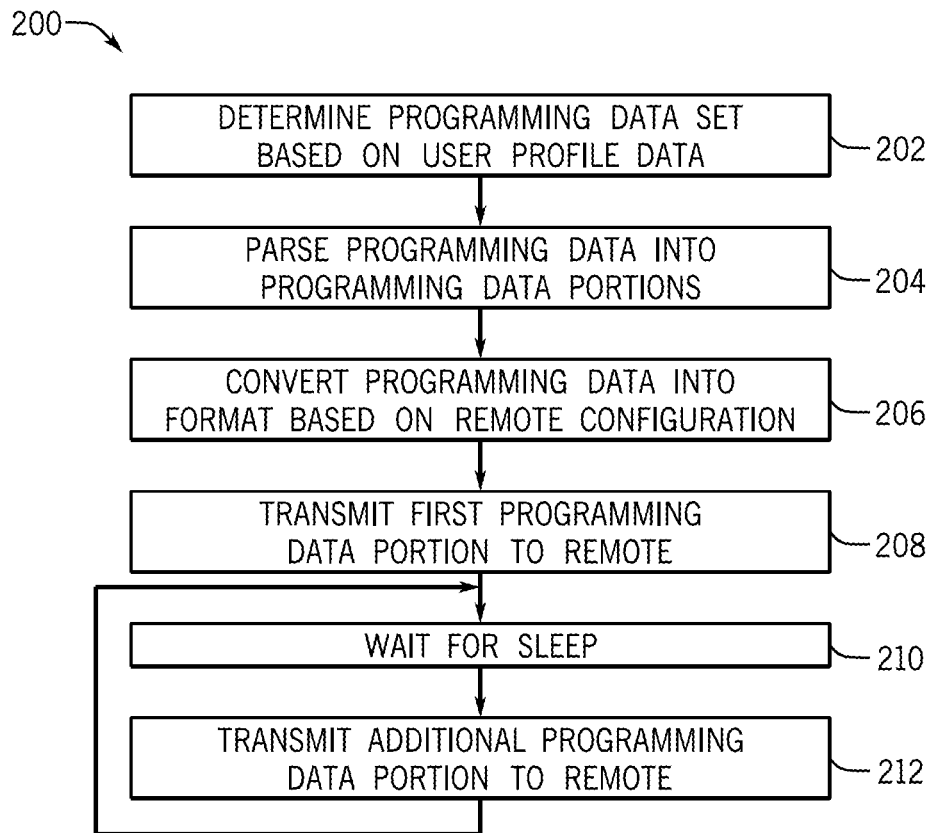 200
DETERMINE PROGRAMMING DATA SET
BASED ON USER PROFILE DATA
202
PARSE PROGRAMMING DATA INTO
PROGRAMMING DATA PORTIONS
204
CONVERT PROGRAMMING DATA INTO
FORMAT BASED ON REMOTE CONFIGURATION
206
TRANSMIT FIRST PROGRAMMING
DATA PORTION TO REMOTE
208
WAIT FOR SLEEP
210
TRANSMIT ADDITIONAL PROGRAMMING
DATA PORTION TO REMOTE
212